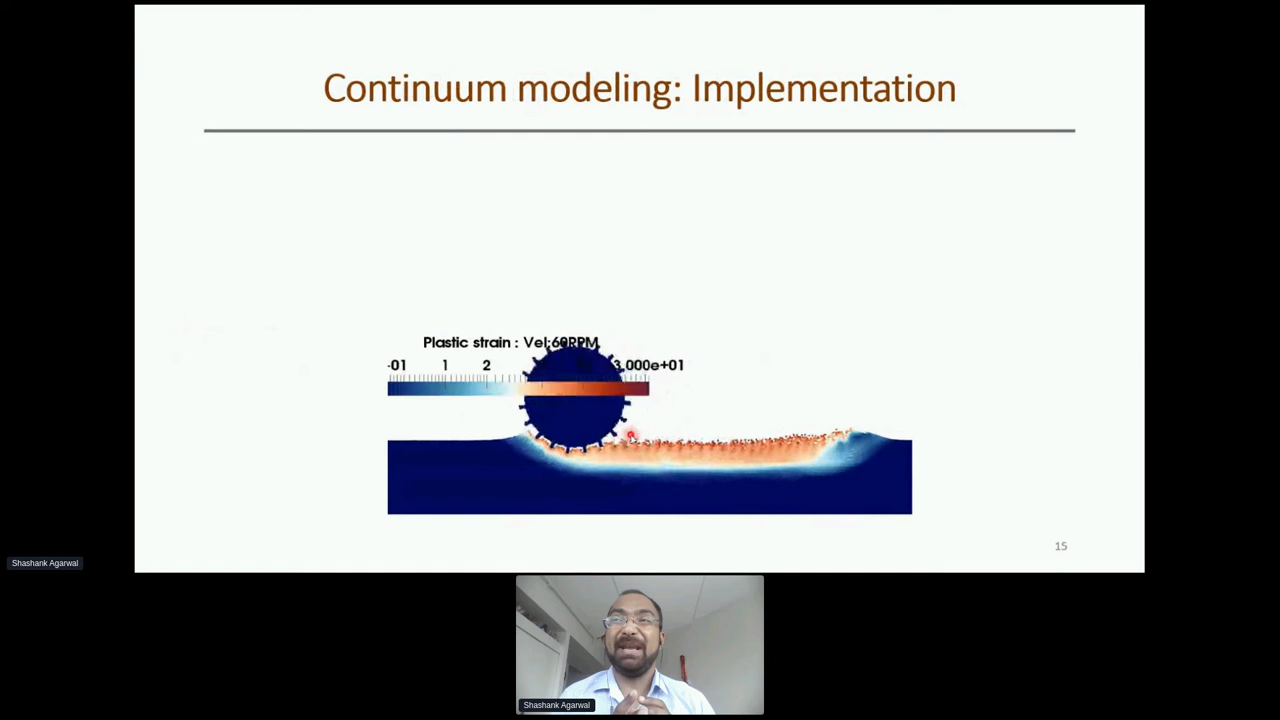 Continuum modeling: Implementation
Plastic strain : Vel:60RPM
-01 1 2 3.000e+01
15
Shashank Agarwal
Shashank Agarwal